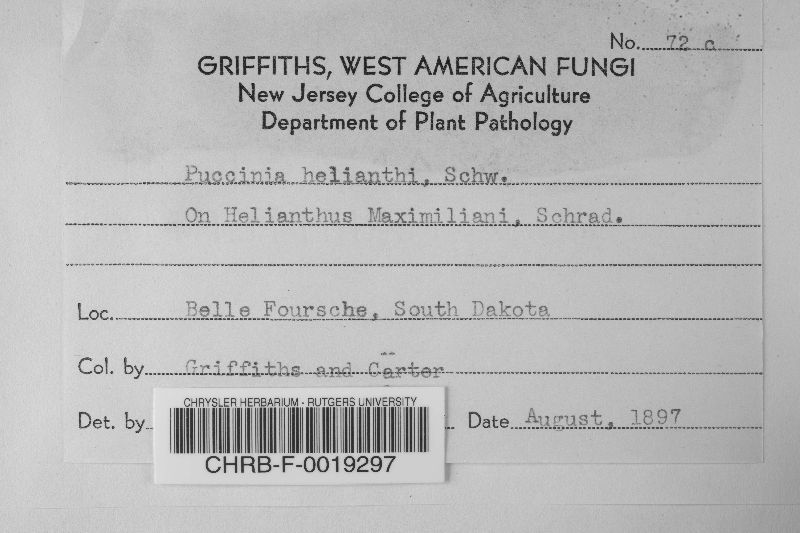 No. 72 c
GRIFFITHS, WEST AMERICAN FUNGI
New Jersey College of Agriculture
Department of Plant Pathology
Puccinia helianthi, Schw.
On Helianthus Maximiliani, Schrad.
Loc. Belle Foursche, South Dakota
Col. by Griffiths and Carter
Det. by Date August, 1897
CHRYSLER HERBARIUM - RUTGERS UNIVERSITY
CHRB-F-0019297